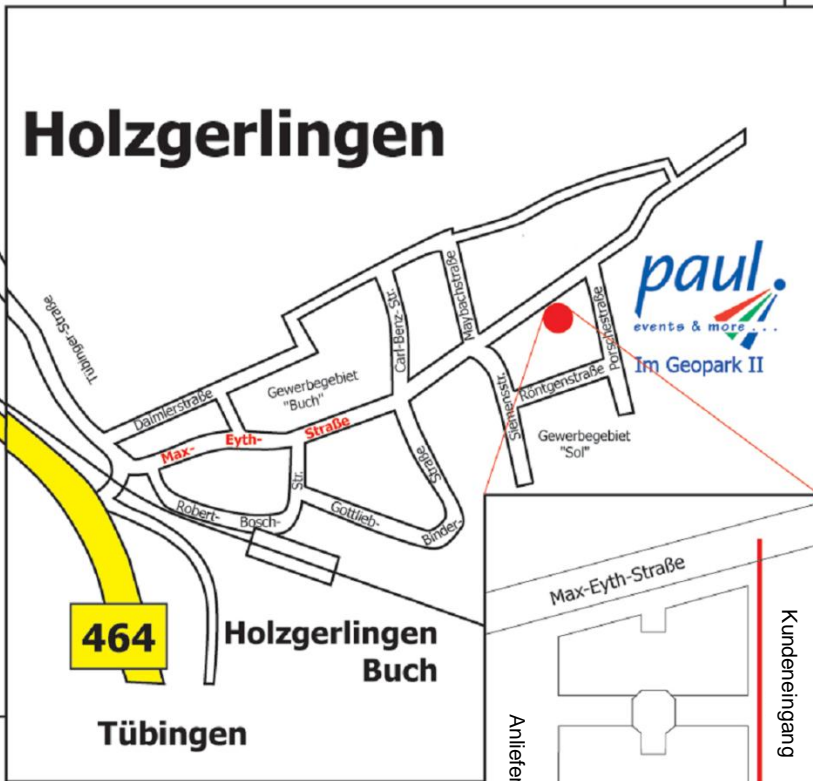 Holzgerlingen
Tübinger-Straße
Daimlerstraße
Gewerbegebiet
"Buch"
Carl-Benz-Str.
Maybachstraße
Max-
Eyth-
Straße
Siemensstr.
Röntgenstraße
Porschestraße
Gewerbegebiet
"Sol"
paul.
events & more...
Im Geopark II
Robert-
Bosch-
Str.
Gottlieb-
Binder-
Straße
464
Holzgerlingen
Buch
Tübingen
Max-Eyth-Straße
Kundeneingang